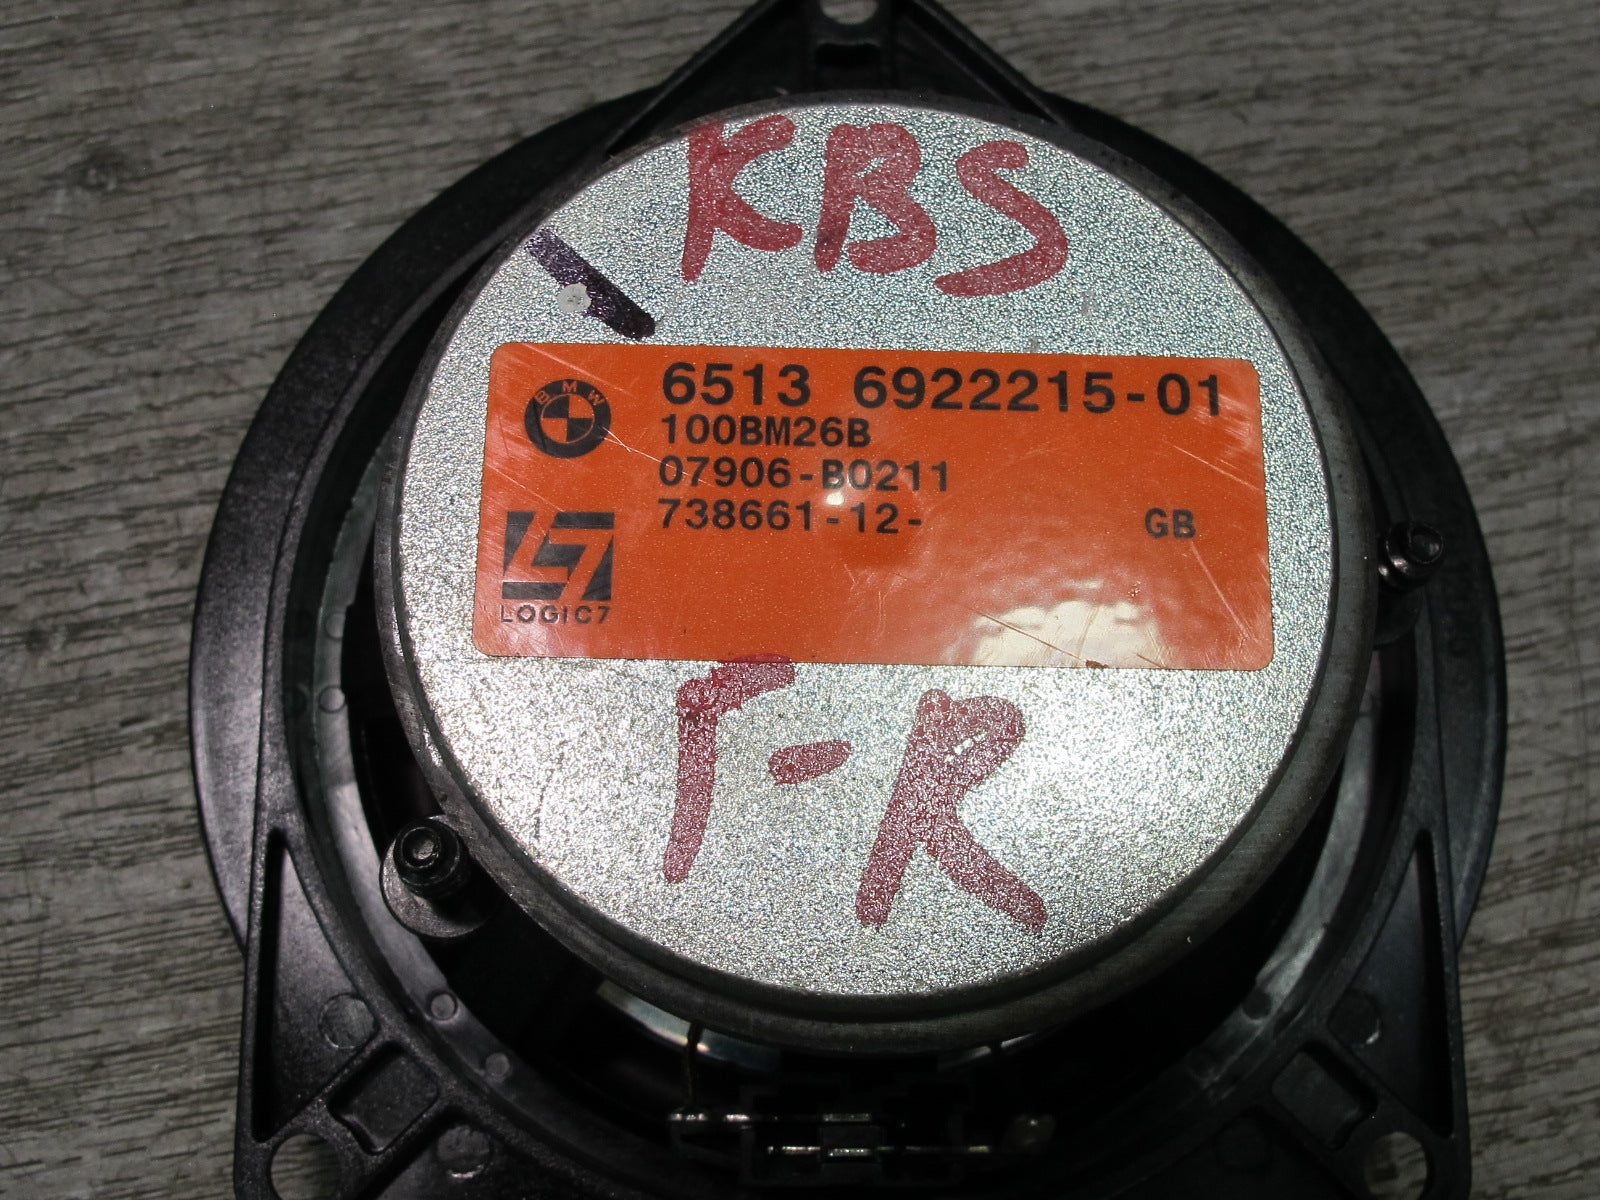 KBS
BMW
6513 6922215-01
100BM26B
07906-B0211
738661-12- GB
L7
LOGIC7
F-R